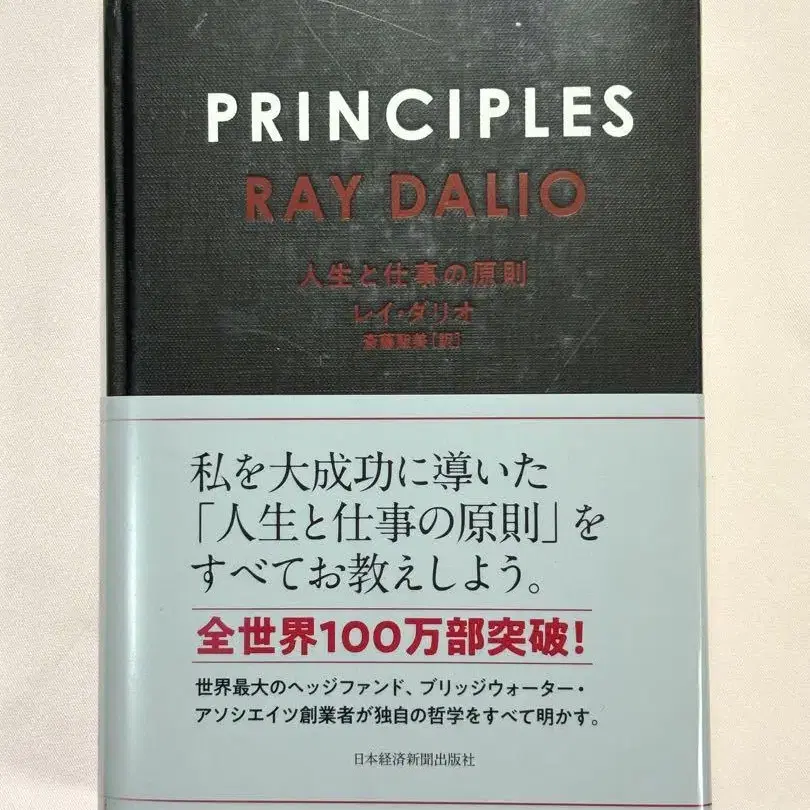 PRINCIPLES
RAY DALIO
人生と仕事の原則
レイ・ダリオ
斎藤聖美[訳]
私を大成功に導いた
「人生と仕事の原則」を
すべてお教えしよう。
全世界100万部突破!
世界最大のヘッジファンド、ブリッジウォーター・
アソシエイツ創業者が独自の哲学をすべて明かす。
日本経済新聞出版社